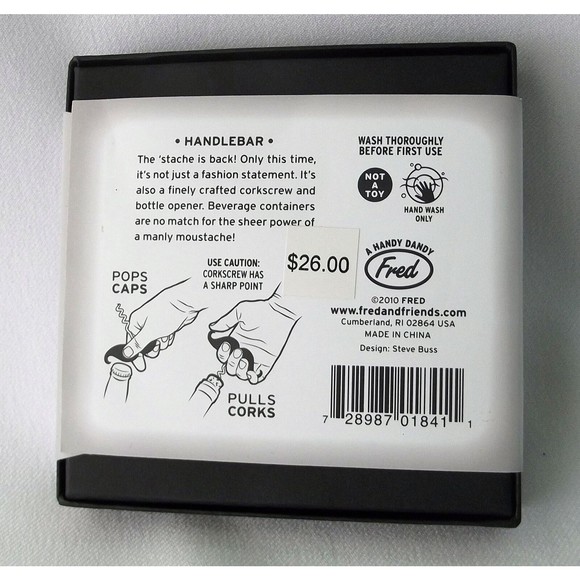 • HANDLEBAR •
The 'stache is back! Only this time,
it's not just a fashion statement. It's
also a finely crafted corkscrew and
bottle opener. Beverage containers
are no match for the sheer power of
a manly moustache!
WASH THOROUGHLY
BEFORE FIRST USE
NOT
A
TOY
HAND WASH
ONLY
POPS
CAPS
USE CAUTION:
CORKSCREW HAS
A SHARP POINT
$26.00
PULLS
CORKS
A HANDY DANDY
Fred
©2010 FRED
www.fredandfriends.com
Cumberland, RI 02864 USA
MADE IN CHINA
Design: Steve Buss
7 28987 01841 1